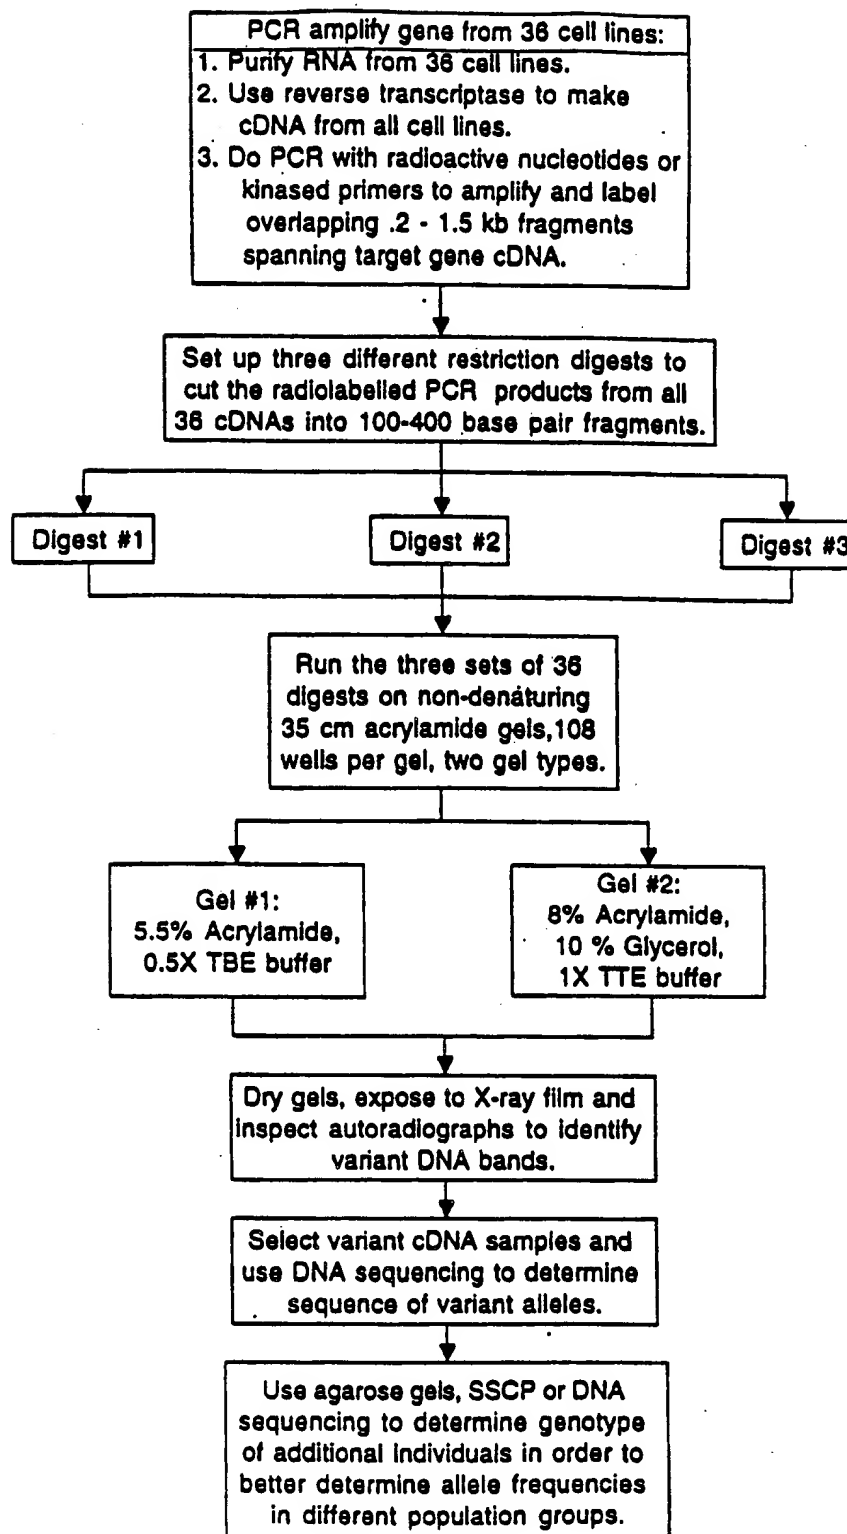 PCR amplify gene from 36 cell lines:
1. Purify RNA from 36 cell lines.
2. Use reverse transcriptase to make
cDNA from all cell lines.
3. Do PCR with radioactive nucleotides or
kinased primers to amplify and label
overlapping .2 - 1.5 kb fragments
spanning target gene cDNA.
Set up three different restriction digests to
cut the radiolabelled PCR products from all
36 cDNAs into 100-400 base pair fragments.
Digest #1
Digest #2
Digest #3
Run the three sets of 36
digests on non-denaturing
35 cm acrylamide gels,108
wells per gel, two gel types.
Gel #1:
5.5% Acrylamide,
0.5X TBE buffer
Gel #2:
8% Acrylamide,
10 % Glycerol,
1X TTE buffer
Dry gels, expose to X-ray film and
inspect autoradiographs to identify
variant DNA bands.
Select variant cDNA samples and
use DNA sequencing to determine
sequence of variant alleles.
Use agarose gels, SSCP or DNA
sequencing to determine genotype
of additional individuals in order to
better determine allele frequencies
in different population groups.